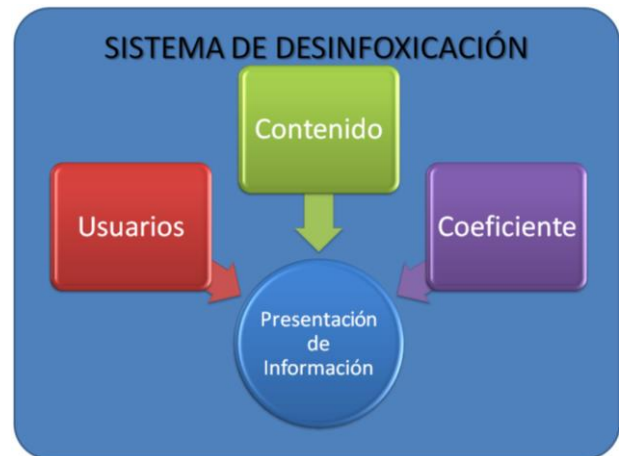 SISTEMA DE DESINFOXICACIÓN
Contenido
Usuarios
Coeficiente
Presentación
de
Información